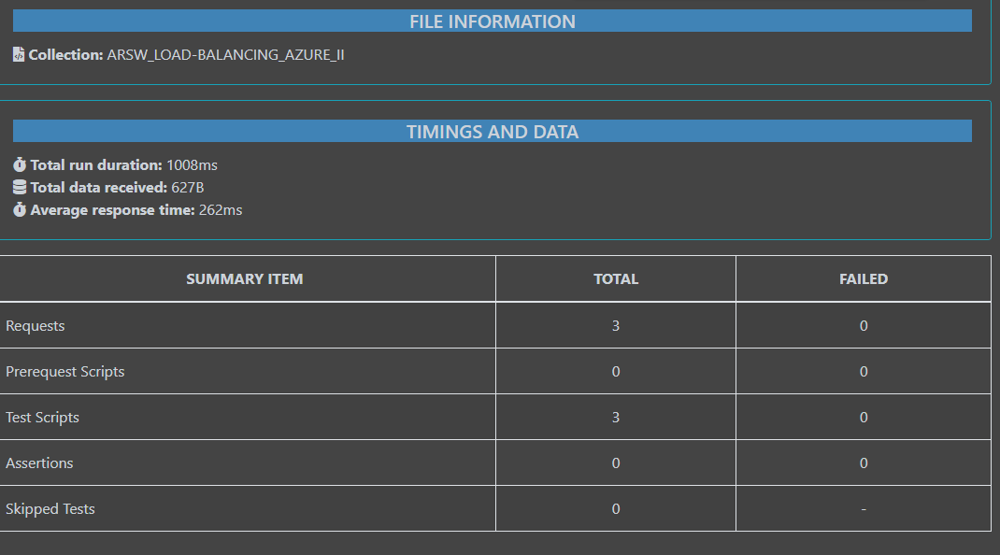 FILE INFORMATION
Collection: ARSW_LOAD-BALANCING_AZURE_II
TIMINGS AND DATA
Total run duration: 1008ms
Total data received: 627B
Average response time: 262ms
SUMMARY ITEM TOTAL FAILED
Requests 3 0
Prerequest Scripts 0 0
Test Scripts 3 0
Assertions 0 0
Skipped Tests 0 -